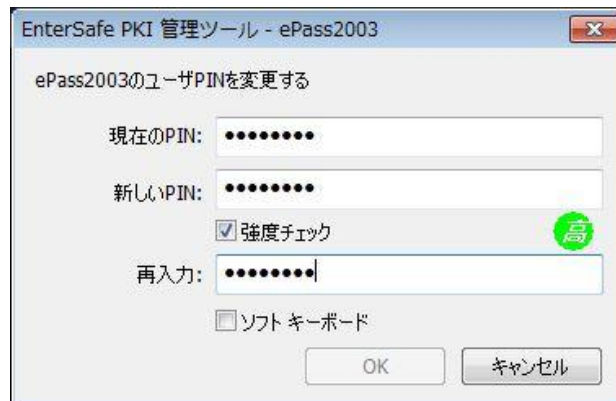 EnterSafe PKI 管理ツール - ePass2003
ePass2003のユーザPINを変更する
現在のPIN: ●●●●●●●●
新しいPIN: ●●●●●●●●
強度チェック 高
再入力: ●●●●●●●●
ソフト キーボード
OK キャンセル